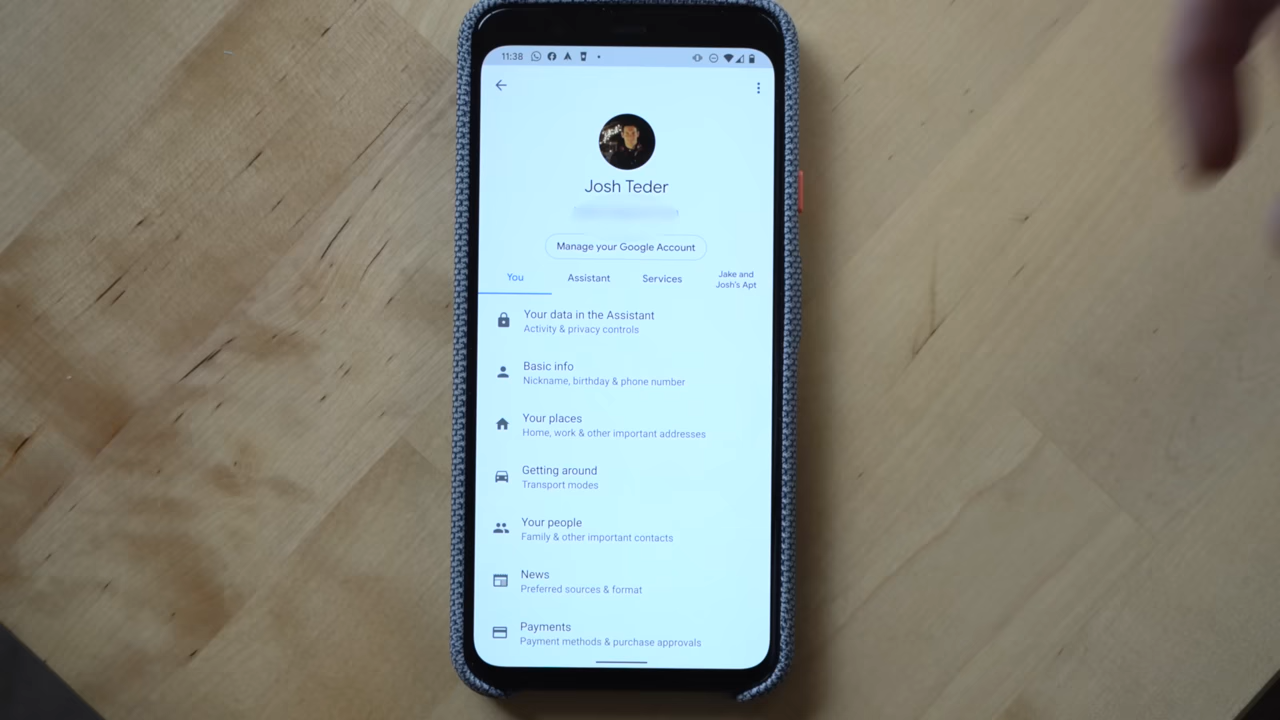 11:38
Josh Teder
Manage your Google Account
You
Assistant
Services
Jake and
Josh's Apt
Your data in the Assistant
Activity & privacy controls
Basic info
Nickname, birthday & phone number
Your places
Home, work & other important addresses
Getting around
Transport modes
Your people
Family & other important contacts
News
Preferred sources & format
Payments
Payment methods & purchase approvals